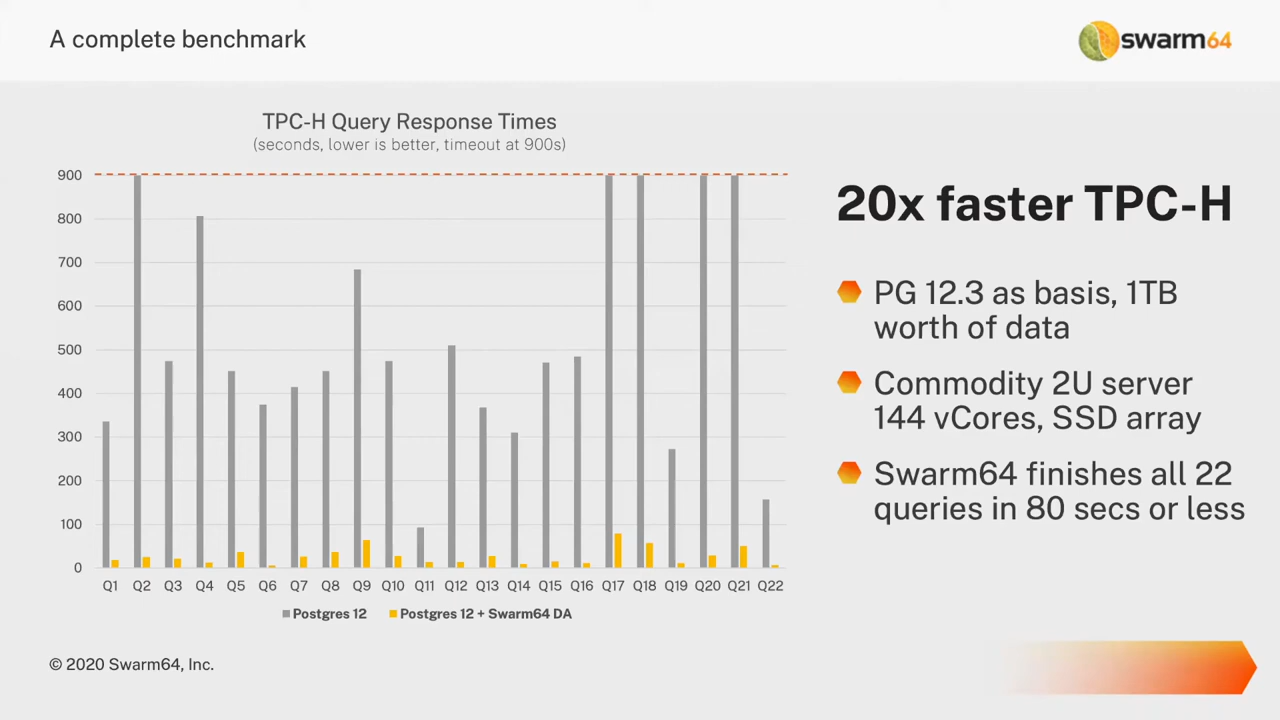 A complete benchmark
swarm64
TPC-H Query Response Times
(seconds, lower is better, timeout at 900s)
900
800
700
600
500
400
300
200
100
0
Q1 Q2 Q3 Q4 Q5 Q6 Q7 Q8 Q9 Q10 Q11 Q12 Q13 Q14 Q15 Q16 Q17 Q18 Q19 Q20 Q21 Q22
Postgres 12 Postgres 12 + Swarm64 DA
20x faster TPC-H
PG 12.3 as basis, 1TB
worth of data
Commodity 2U server
144 vCores, SSD array
Swarm64 finishes all 22
queries in 80 secs or less
© 2020 Swarm64, Inc.